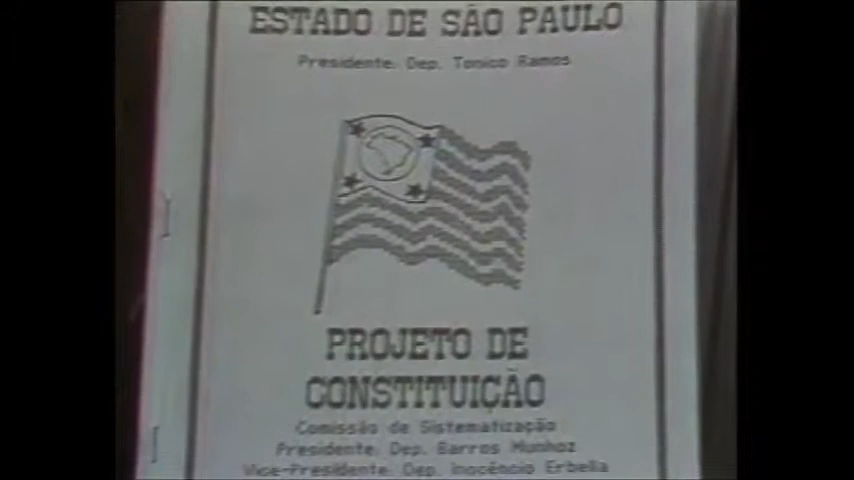 ESTADO DE SÃO PAULO
Presidente: Dep. Tonico Ramos
PROJETO DE
CONSTITUIÇÃO
Comissão de Sistematização
Presidente: Dep. Barros Munhoz
Vice-Presidente: Dep. Inocêncio Erbella